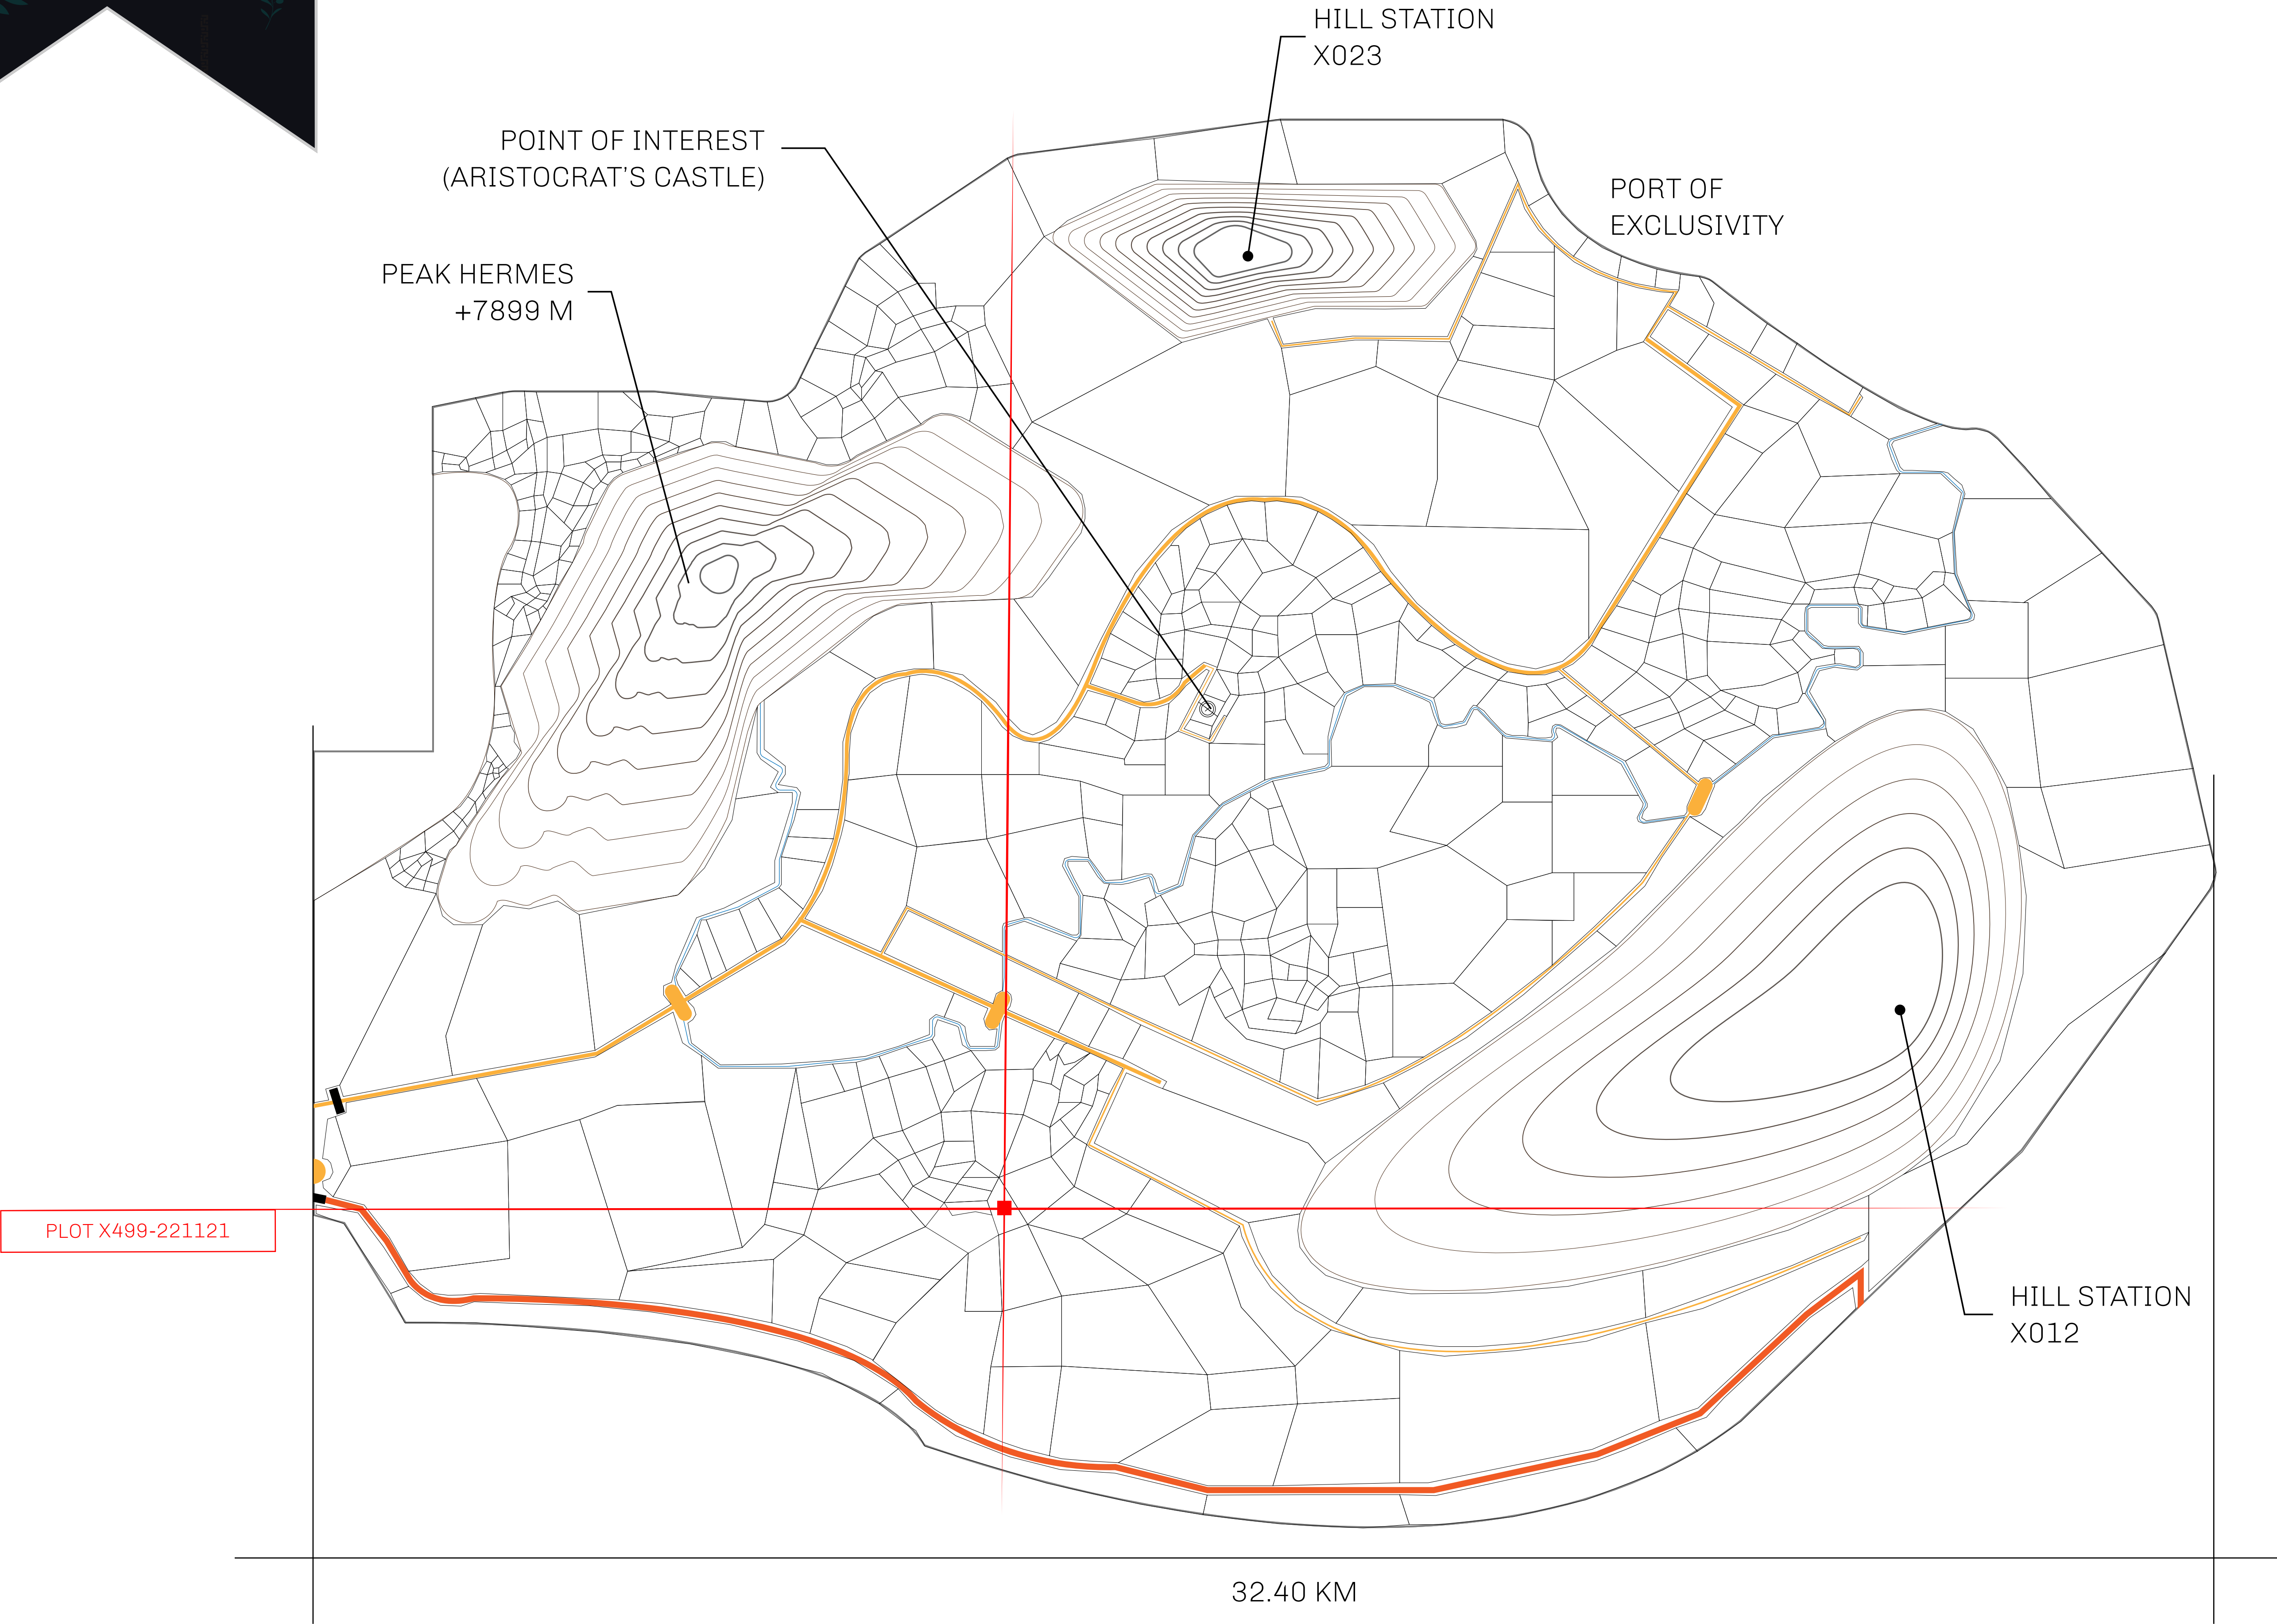 HILL STATION
X023
POINT OF INTEREST
(ARISTOCRAT'S CASTLE)
PORT OF
EXCLUSIVITY
PEAK HERMES
+7899 M
PLOT X499-221121
HILL STATION
X012
32.40 KM